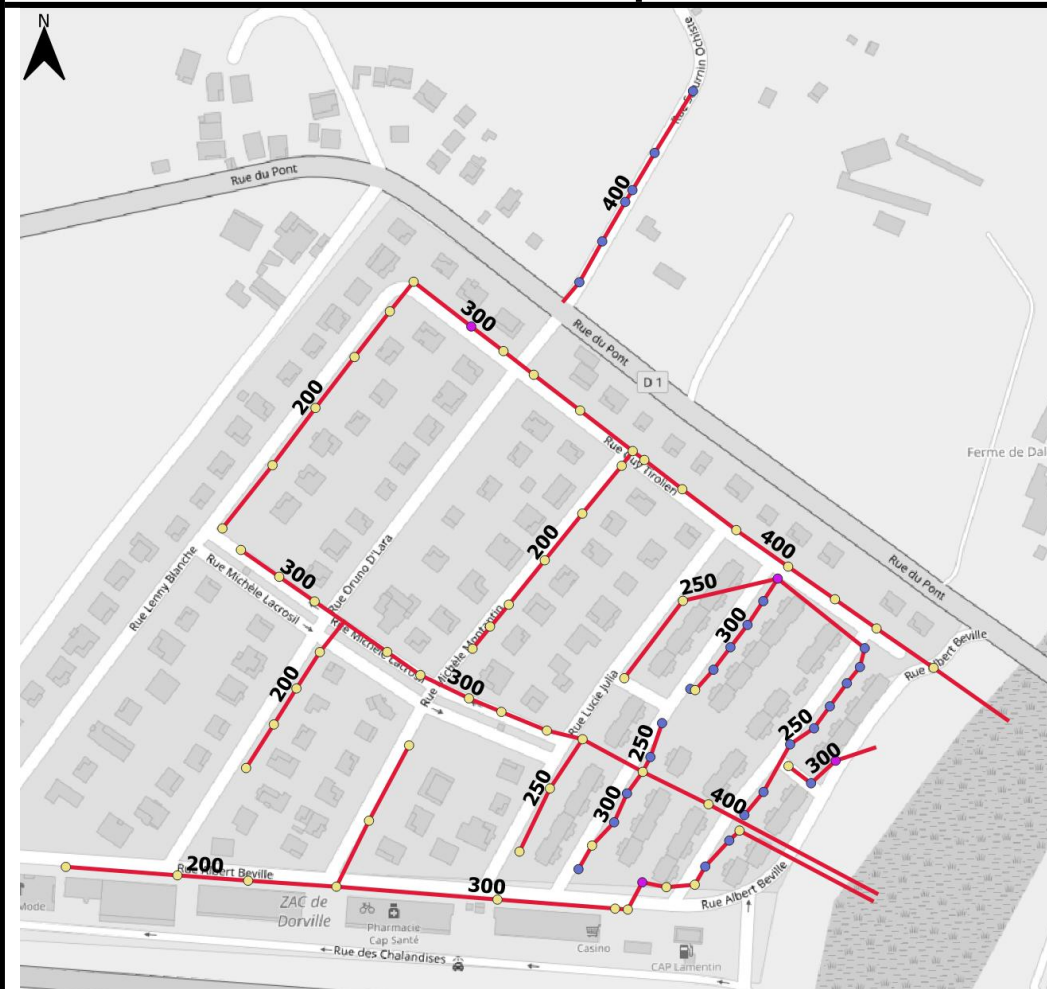 N
Rue Saturnin Ochiste
Rue du Pont
400
300
Rue du Pont
D 1
200
Rue Guy Tirolien
Ferme de Dal
400
200
Rue du Pont
Rue Oruno D'Lara
Rue Lenny Blanche
300
Rue Michèle Lacrosil
250
300
Rue Michèle Montantin
Rue Michèle Lacrosil
Rue Albert Beville
200
300
Rue Lucie Julia
250
250
300
250
300
400
200
Rue Albert Beville
300
Rue Albert Beville
Mode
ZAC de
Dorville
Pharmacie
Cap Santé
Casino
Rue des Chalandises
CAP Lamentin